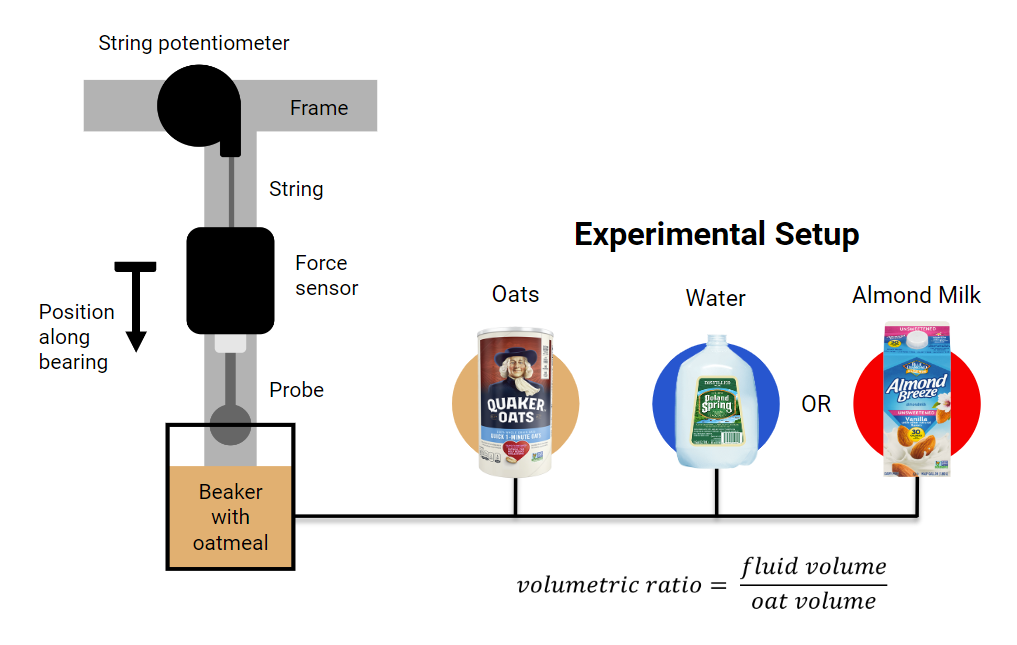 String potentiometer
Frame
String
Force
sensor
Position
along
bearing
Probe
Beaker
with
oatmeal
Experimental Setup
Oats
Water
Almond Milk
QUAKER
OATS
QUICK 1-MINUTE OATS
DISTILLED
Poland
Spring
OR
UNSWEETENED
Almond
Breeze
UNSWEETENED
Vanilla
30
volumetric ratio = fluid volume / oat volume